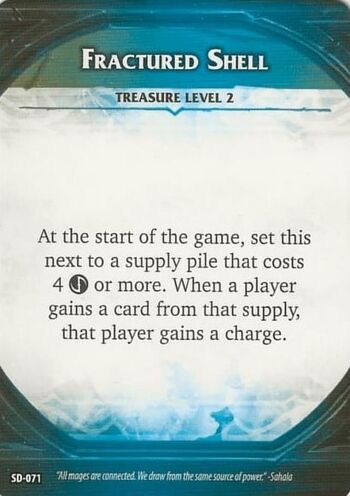 FRACTURED SHELL
TREASURE LEVEL 2
At the start of the game, set this
next to a supply pile that costs
4 or more. When a player
gains a card from that supply,
that player gains a charge.
SD-071
"All mages are connected. We draw from the same source of power." -Sahala